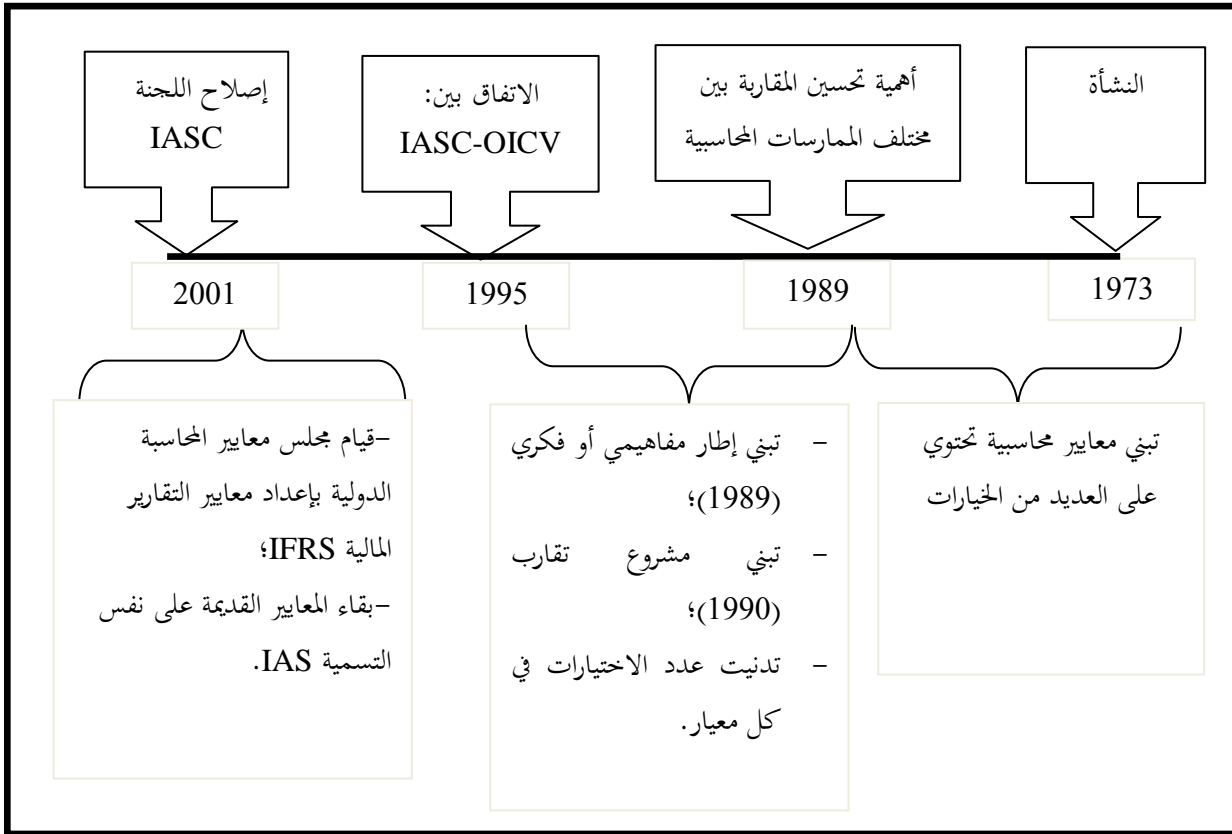 النشأة
أهمية تحسين المقاربة بين
مختلف الممارسات المحاسبية
الاتفاق بين:
IASC-OICV
إصلاح اللجنة
IASC
1973
1989
1995
2001
تبني معايير محاسبية تحتوي
على العديد من الخيارات
- تبني إطار مفاهيمي أو فكري
(1989)؛
- تبني مشروع تقارب
(1990)؛
- تدنيت عدد الاختيارات في
كل معيار.
-قيام مجلس معايير المحاسبة
الدولية بإعداد معايير التقارير
المالية IFRS؛
-بقاء المعايير القديمة على نفس
التسمية IAS.